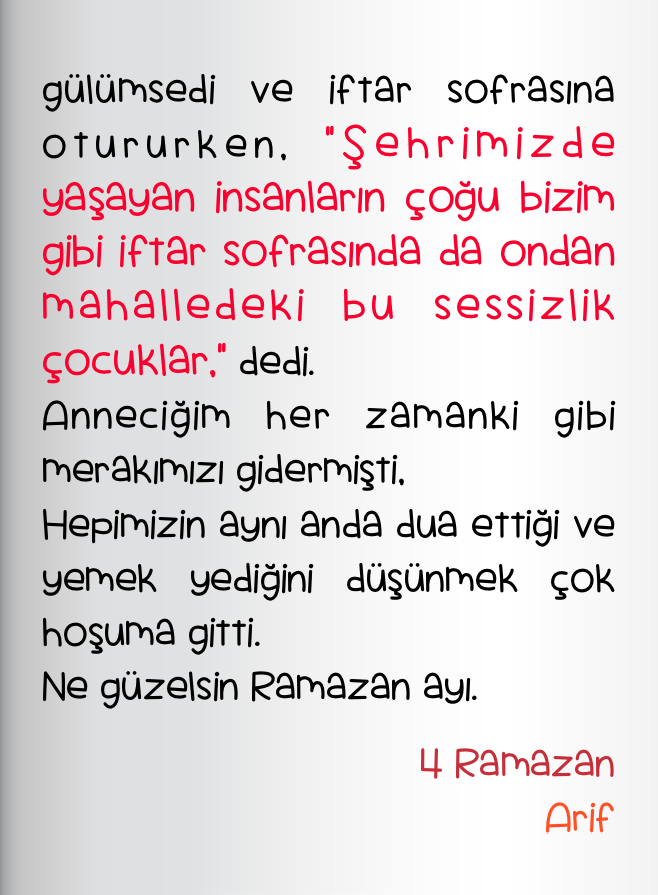 gülümsedi ve iftar sofrasına
otururken, "Şehrimizde
yaşayan insanların çoğu bizim
gibi iftar sofrasında da ondan
mahalledeki bu sessizlik
çocuklar," dedi.
Anneciğim her zamanki gibi
merakımızı gidermişti,
Hepimizin aynı anda dua ettiği ve
yemek yediğini düşünmek çok
hoşuma gitti.
Ne güzelsin Ramazan ayı.
4 Ramazan
Arif